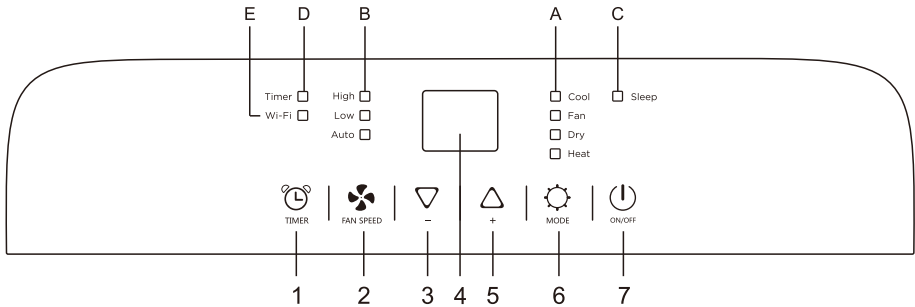 E D B A C
Timer High Cool Sleep
Wi-Fi Low Fan
Auto Dry
Heat
TIMER FAN SPEED − + MODE ON/OFF
1 2 3 4 5 6 7